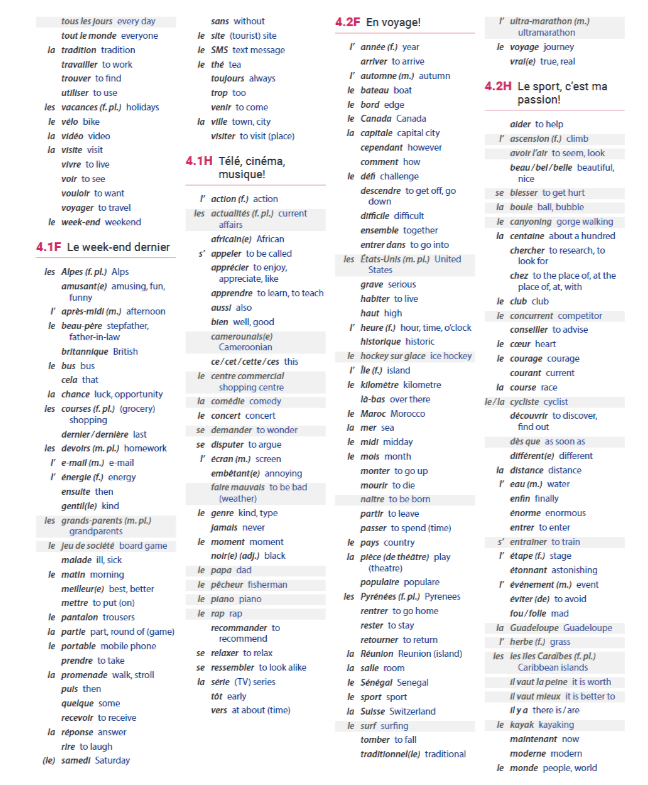 tous les jours every day
tout le monde everyone
la tradition tradition
travailler to work
trouver to find
utiliser to use
les vacances (f. pl.) holidays
le vélo bike
la vidéo video
la visite visit
vivre to live
voir to see
vouloir to want
voyager to travel
le week-end weekend
4.1F Le week-end dernier
les Alpes (f. pl.) Alps
amusant(e) amusing, fun,
funny
l' après-midi (m.) afternoon
le beau-père stepfather,
father-in-law
britannique British
le bus bus
cela that
la chance luck, opportunity
les courses (f. pl.) (grocery)
shopping
dernier / dernière last
les devoirs (m. pl.) homework
l' e-mail (m.) e-mail
l' énergie (f.) energy
ensuite then
gentil(le) kind
les grands-parents (m. pl.)
grandparents
le jeu de société board game
malade ill, sick
le matin morning
meilleur(e) best, better
mettre to put (on)
le pantalon trousers
la partie part, round of (game)
le portable mobile phone
prendre to take
la promenade walk, stroll
puis then
quelque some
recevoir to receive
la réponse answer
rire to laugh
(le) samedi Saturday
sans without
le site (tourist) site
le SMS text message
le thé tea
toujours always
trop too
venir to come
la ville town, city
visiter to visit (place)
4.1H Télé, cinéma,
musique!
l' action (f.) action
les actualités (f. pl.) current
affairs
africain(e) African
s' appeler to be called
apprécier to enjoy,
appreciate, like
apprendre to learn, to teach
aussi also
bien well, good
camerounais(e)
Cameroonian
ce / cet / cette / ces this
le centre commercial
shopping centre
la comédie comedy
le concert concert
se demander to wonder
se disputer to argue
l' écran (m.) screen
embêtant(e) annoying
faire mauvais to be bad
(weather)
le genre kind, type
jamais never
le moment moment
noir(e) (adj.) black
le papa dad
le pêcheur fisherman
le piano piano
le rap rap
recommander to
recommend
se relaxer to relax
se ressembler to look alike
la série (TV) series
tôt early
vers at about (time)
4.2F En voyage!
l' année (f.) year
arriver to arrive
l' automne (m.) autumn
le bateau boat
le bord edge
le Canada Canada
la capitale capital city
cependant however
comment how
le défi challenge
descendre to get off, go
down
difficile difficult
ensemble together
entrer dans to go into
les États-Unis (m. pl.) United
States
grave serious
habiter to live
haut high
l' heure (f.) hour, time, o'clock
historique historic
le hockey sur glace ice hockey
l' île (f.) island
le kilomètre kilometre
là-bas over there
le Maroc Morocco
la mer sea
le midi midday
le mois month
monter to go up
mourir to die
naître to be born
partir to leave
passer to spend (time)
le pays country
la pièce (de théatre) play
(theatre)
populaire populare
les Pyrénées (f. pl.) Pyrenees
rentrer to go home
rester to stay
retourner to return
la Réunion Reunion (island)
la salle room
le Sénégal Senegal
le sport sport
la Suisse Switzerland
le surf surfing
tomber to fall
traditionnel(le) traditional
l' ultra-marathon (m.)
ultramarathon
le voyage journey
vrai(e) true, real
4.2H Le sport, c'est ma
passion!
aider to help
l' ascension (f.) climb
avoir l'air to seem, look
beau / bel / belle beautiful,
nice
se blesser to get hurt
la boule ball, bubble
le canyoning gorge walking
la centaine about a hundred
chercher to research, to
look for
chez to the place of, at the
place of, at, with
le club club
le concurrent competitor
conseiller to advise
le cœur heart
le courage courage
courant current
la course race
le / la cycliste cyclist
découvrir to discover,
find out
dès que as soon as
différent(e) different
la distance distance
l' eau (m.) water
enfin finally
énorme enormous
entrer to enter
s' entraîner to train
l' étape (f.) stage
étonnant astonishing
l' événement (m.) event
éviter (de) to avoid
fou / folle mad
la Guadeloupe Guadeloupe
l' herbe (f.) grass
les îles îles Caraïbes (f. pl.)
Caribbean islands
il vaut la peine it is worth
il vaut mieux it is better to
il y a there is / are
le kayak kayaking
maintenant now
moderne modern
le monde people, world